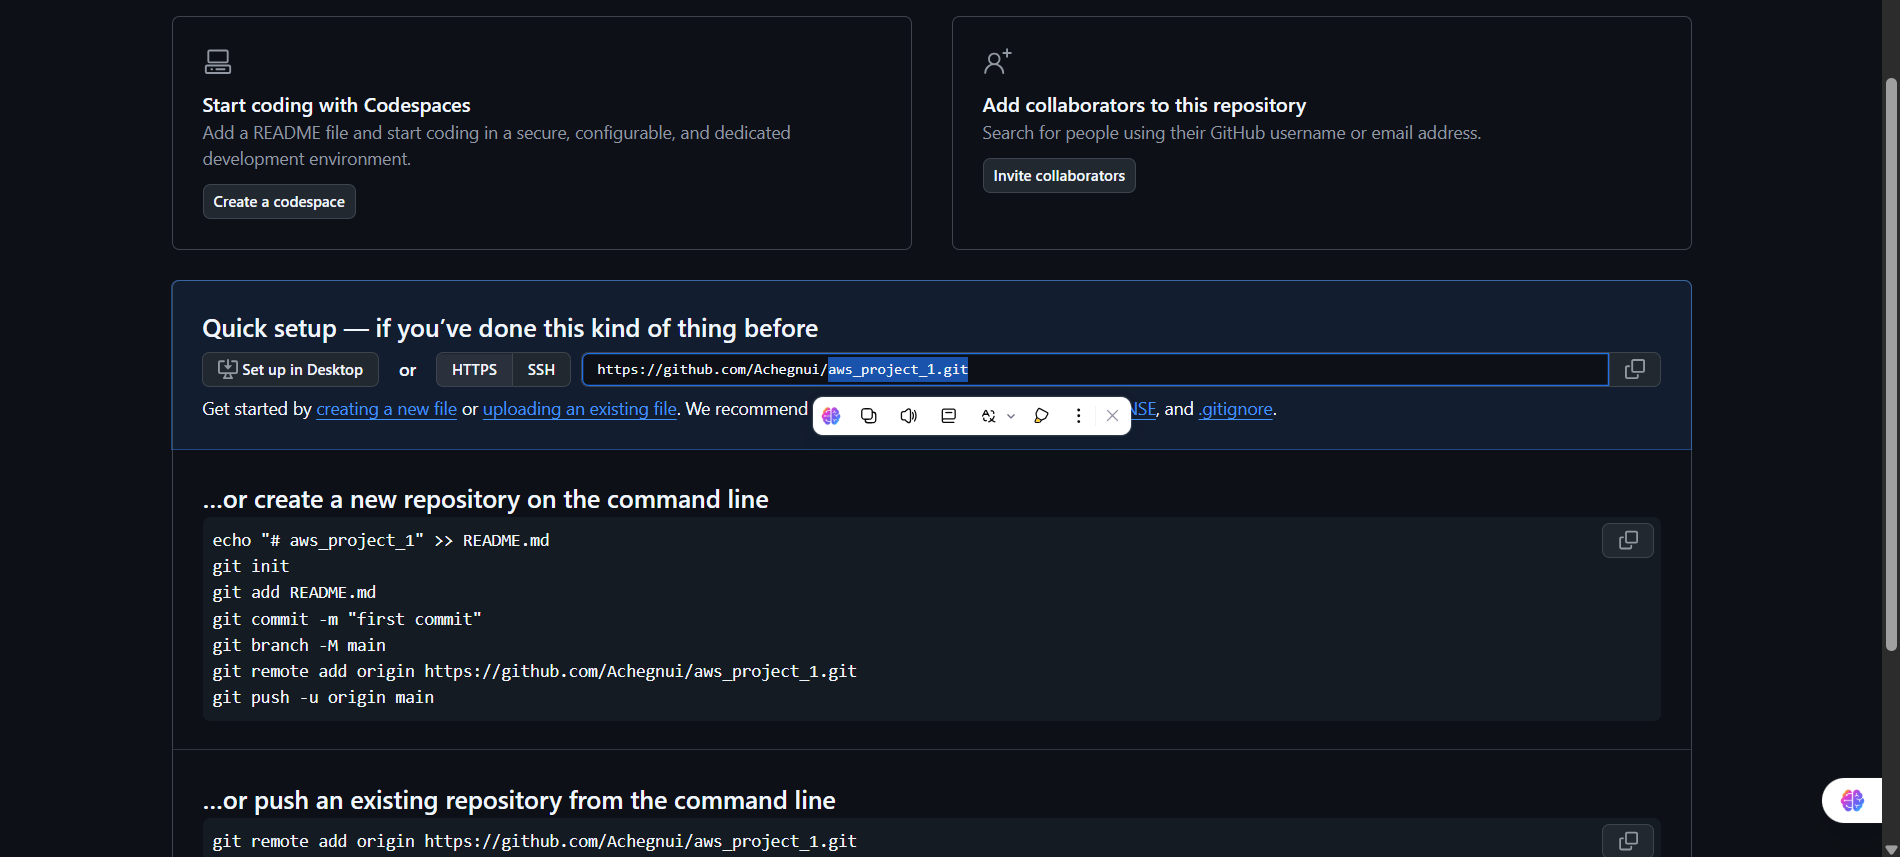 Start coding with Codespaces
Add a README file and start coding in a secure, configurable, and dedicated
development environment.
Create a codespace
Add collaborators to this repository
Search for people using their GitHub username or email address.
Invite collaborators
Quick setup — if you’ve done this kind of thing before
Set up in Desktop or HTTPS SSH https://github.com/Achegnui/aws_project_1.git
Get started by creating a new file or uploading an existing file. We recommend NSE, and .gitignore.
…or create a new repository on the command line
echo "# aws_project_1" >> README.md
git init
git add README.md
git commit -m "first commit"
git branch -M main
git remote add origin https://github.com/Achegnui/aws_project_1.git
git push -u origin main
…or push an existing repository from the command line
git remote add origin https://github.com/Achegnui/aws_project_1.git